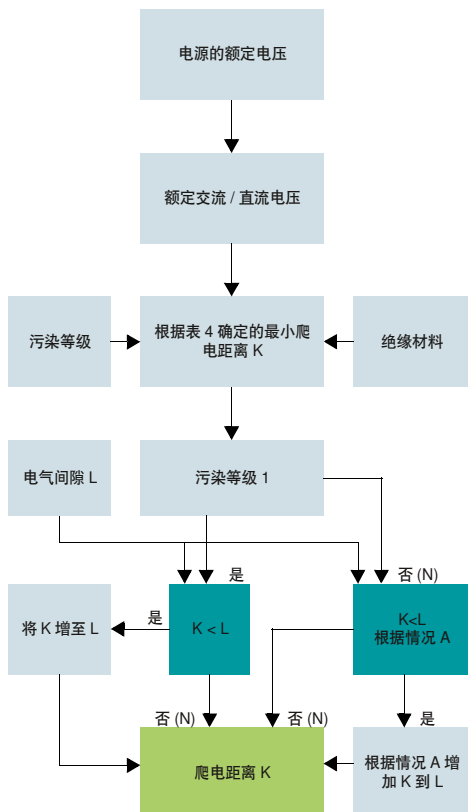 电源的额定电压
额定交流 / 直流电压
污染等级
根据表 4 确定的最小爬
电距离 K
绝缘材料
电气间隙 L
污染等级 1
是
否 (N)
将 K 增至 L
是
K < L
K<L
根据情况 A
否 (N)
否 (N)
是
爬电距离 K
根据情况 A 增
加 K 到 L